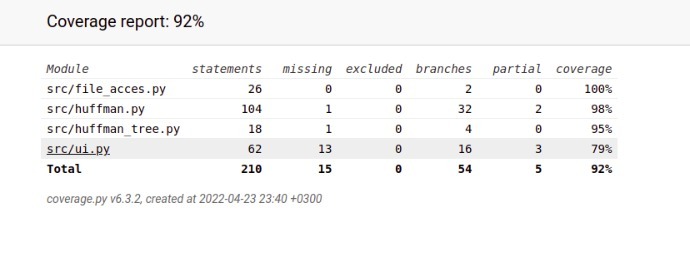 Coverage report: 92%
Module statements missing excluded branches partial coverage
src/file_acces.py 26 0 0 2 0 100%
src/huffman.py 104 1 0 32 2 98%
src/huffman_tree.py 18 1 0 4 0 95%
src/ui.py 62 13 0 16 3 79%
Total 210 15 0 54 5 92%
coverage.py v6.3.2, created at 2022-04-23 23:40 +0300